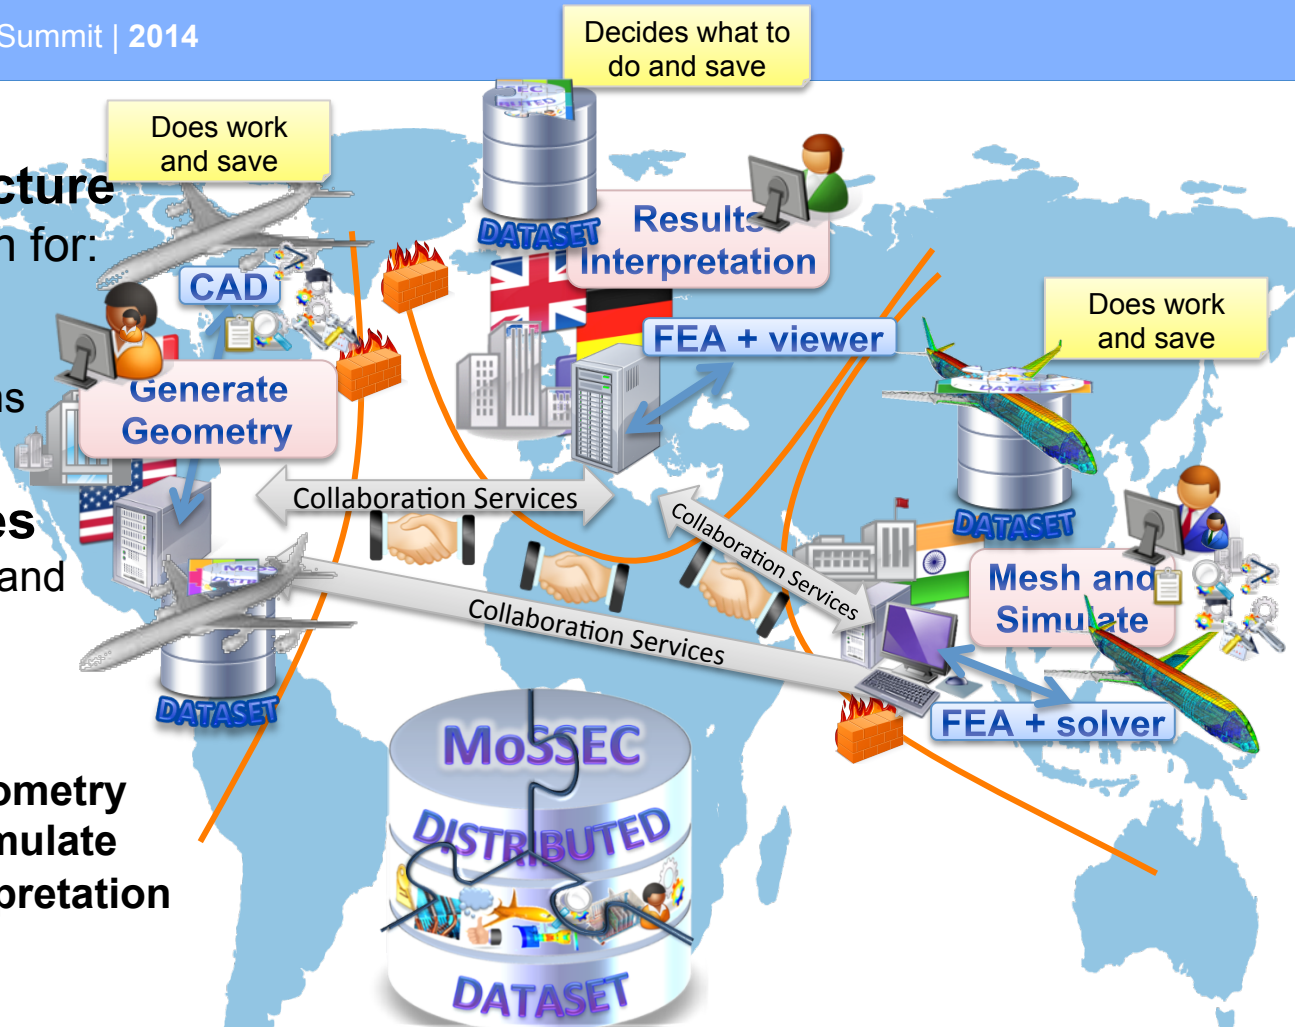 Summit | 2014
Decides what to
do and save
Does work
and save
cture
n for:
DATASET
Results
Interpretation
CAD
Does work
and save
FEA + viewer
Generate
Geometry
ns
DATASET
Collaboration Services
Collaboration Services
es
and
DATASET
Mesh and
Simulate
Collaboration Services
DATASET
FEA + solver
MoSSEC
DISTRIBUTED
DATASET
ometry
mulate
pretation